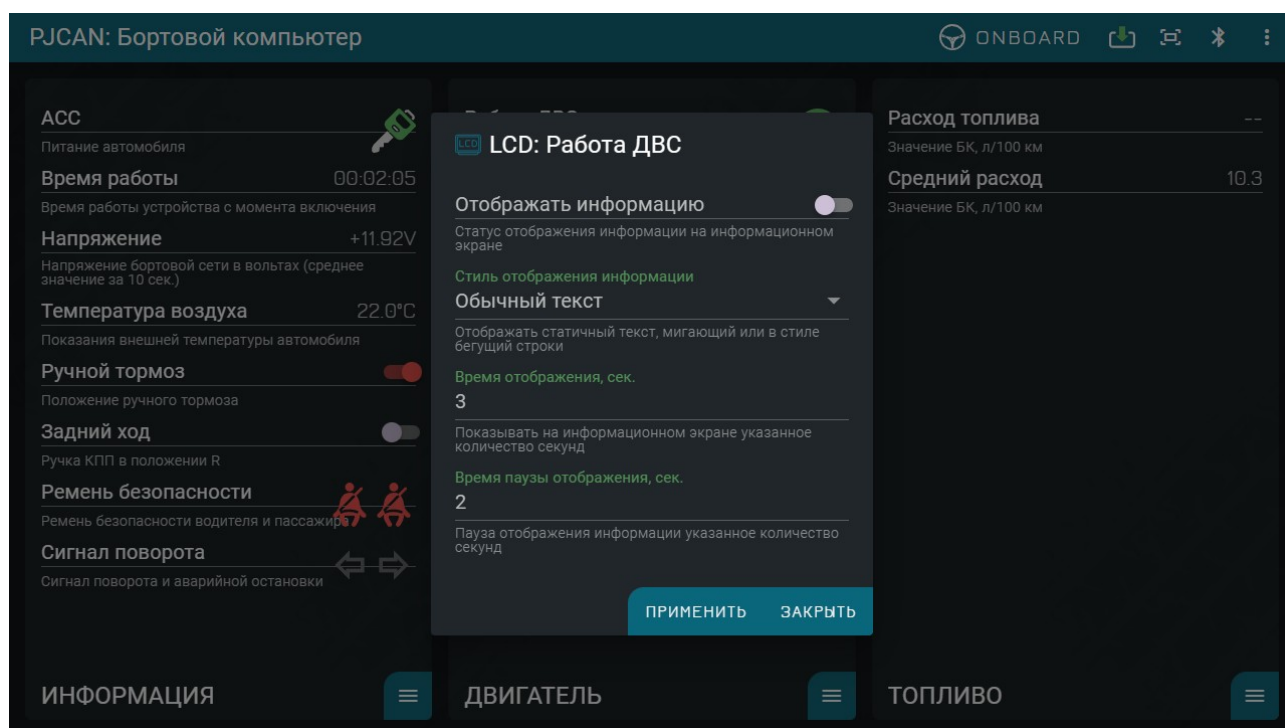 PJCAN: Бортовой компьютер
ONBOARD
ACC
Питание автомобиля
Время работы 00:02:05
Время работы устройства с момента включения
Напряжение +11.92V
Напряжение бортовой сети в вольтах (среднее
значение за 10 сек.)
Температура воздуха 22.0°C
Показания внешней температуры автомобиля
Ручной тормоз
Положение ручного тормоза
Задний ход
Ручка КПП в положении R
Ремень безопасности
Ремень безопасности водителя и пассажира
Сигнал поворота
Сигнал поворота и аварийной остановки
ИНФОРМАЦИЯ
LCD
LCD: Работа ДВС
Отображать информацию
Статус отображения информации на информационном
экране
Стиль отображения информации
Обычный текст
Отображать статичный текст, мигающий или в стиле
бегущий строки
Время отображения, сек.
3
Показывать на информационном экране указанное
количество секунд
Время паузы отображения, сек.
2
Пауза отображения информации указанное количество
секунд
ПРИМЕНИТЬ ЗАКРЫТЬ
ДВИГАТЕЛЬ
Расход топлива --
Значение БК, л/100 км
Средний расход 10.3
Значение БК, л/100 км
ТОПЛИВО